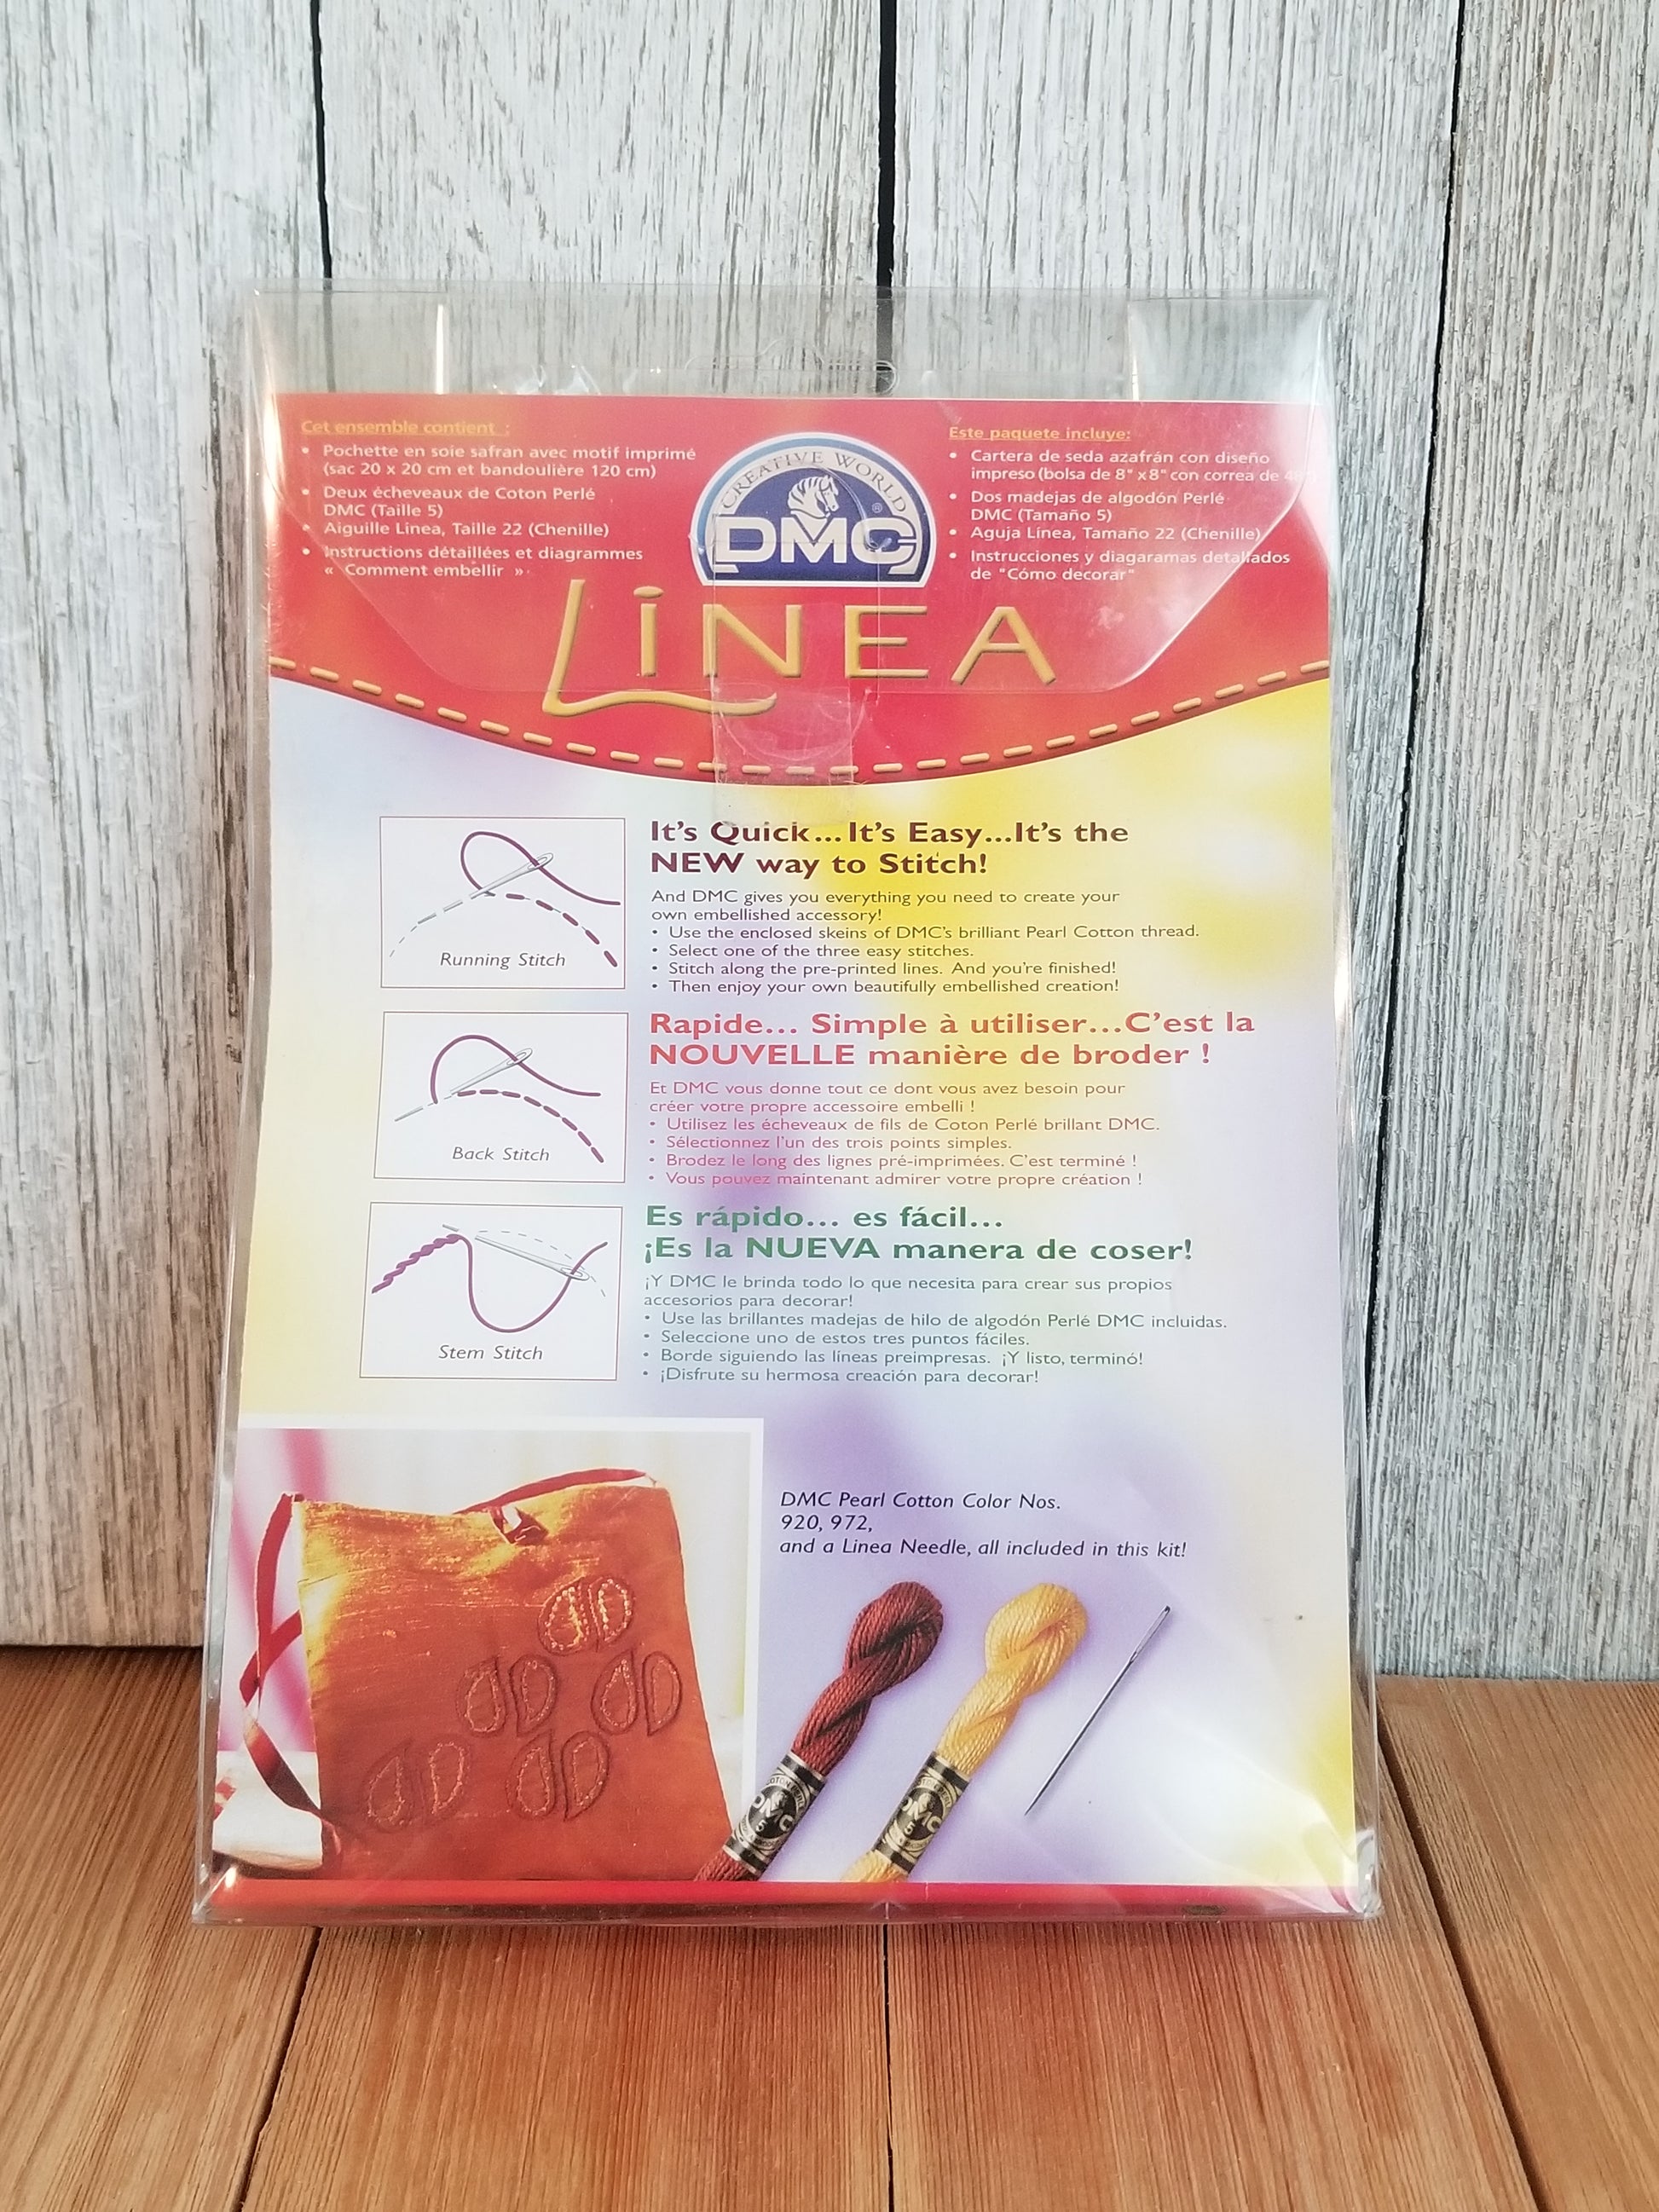 Cet ensemble contient :
• Pochette en soie safran avec motif imprimé
(sac 20 x 20 cm et bandoulière 120 cm)
• Deux écheveaux de Coton Perlé
DMC (Taille 5)
• Aiguille Linea, Taille 22 (Chenille)
• Instructions détaillées et diagrammes
« Comment embellir »
CREATIVE WORLD
DMC
®
Este paquete incluye:
• Cartera de seda azafrán con diseño
impreso (bolsa de 8" x 8" con correa de
• Dos madejas de algodón Perlé
DMC (Tamaño 5)
• Aguja Línea, Tamaño 22 (Chenille)
• Instrucciones y diagaramas detallados
de "Cómo decorar"
LiNEA
Running Stitch
It's Quick...It's Easy...It's the
NEW way to Stitch!
And DMC gives you everything you need to create your
own embellished accessory!
• Use the enclosed skeins of DMC's brilliant Pearl Cotton thread.
• Select one of the three easy stitches.
• Stitch along the pre-printed lines. And you're finished!
• Then enjoy your own beautifully embellished creation!
Back Stitch
Rapide... Simple à utiliser...C'est la
NOUVELLE manière de broder !
Et DMC vous donne tout ce dont vous avez besoin pour
créer votre propre accessoire embelli !
• Utilisez les écheveaux de fils de Coton Perlé brillant DMC.
• Sélectionnez l'un des trois points simples.
• Brodez le long des lignes pré-imprimées. C'est terminé !
• Vous pouvez maintenant admirer votre propre création !
Stem Stitch
Es rápido... es fácil...
¡Es la NUEVA manera de coser!
¡Y DMC le brinda todo lo que necesita para crear sus propios
accesorios para decorar!
• Use las brillantes madejas de hilo de algodón Perlé DMC incluidas.
• Seleccione uno de estos tres puntos fáciles.
• Borde siguiendo las líneas preimpresas. ¡Y listo, terminó!
• ¡Disfrute su hermosa creación para decorar!
DMC Pearl Cotton Color Nos.
920, 972,
and a Linea Needle, all included in this kit!
DMC
5
DMC
5